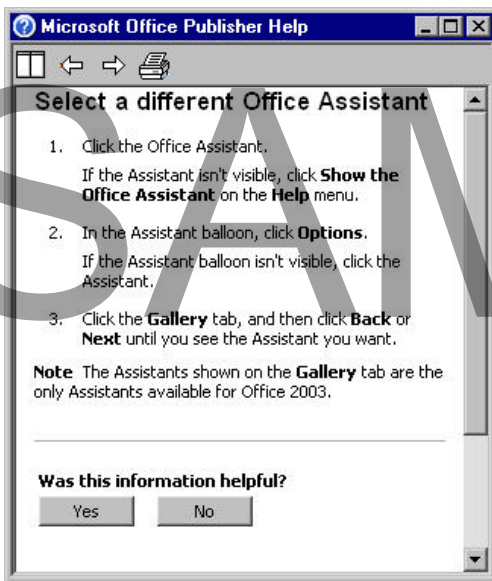 Microsoft Office Publisher Help
Select a different Office Assistant
1. Click the Office Assistant.
If the Assistant isn't visible, click Show the
Office Assistant on the Help menu.
2. In the Assistant balloon, click Options.
If the Assistant balloon isn't visible, click the
Assistant.
3. Click the Gallery tab, and then click Back or
Next until you see the Assistant you want.
Note The Assistants shown on the Gallery tab are the
only Assistants available for Office 2003.
Was this information helpful?
Yes No
SAM